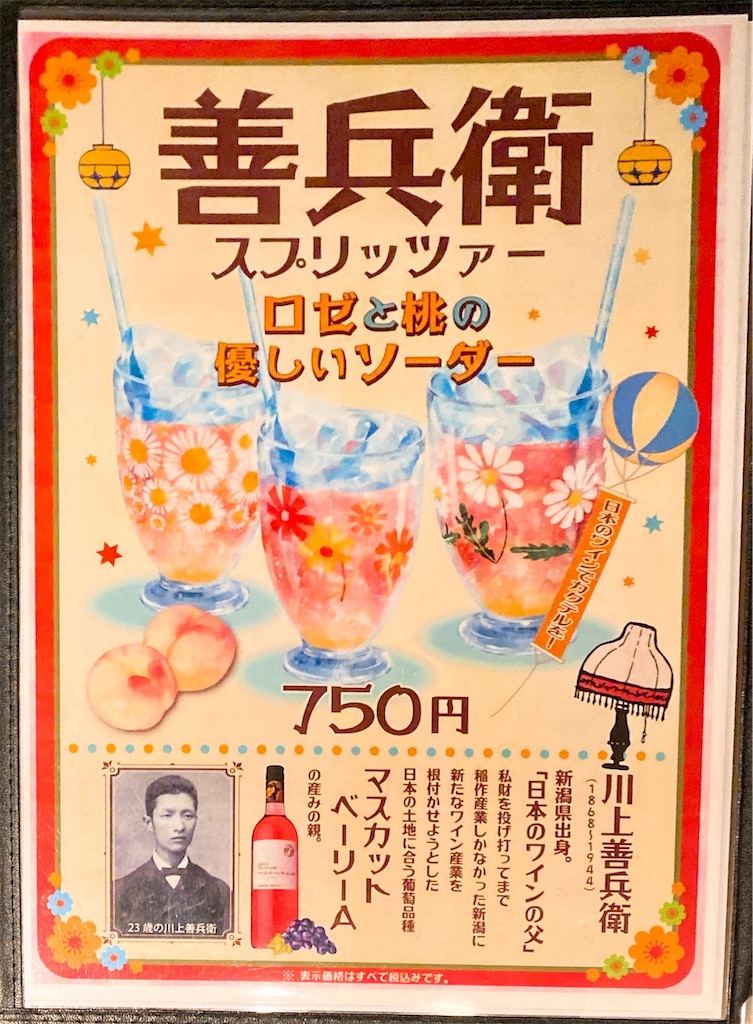 善兵衛
スプリッツァー
ロゼと桃の
優しいソーダー
日本のワインでカクテルを!
750円
川上善兵衛
(1868〜1944)
新潟県出身。
「日本のワインの父」
私財を投げ打ってまで
稲作産業しかなかった新潟に
新たなワイン産業を
根付かせようとした
日本の土地に合う葡萄品種
マスカット
ベーリーA
の産みの親。
23歳の川上善兵衛
※ 表示価格はすべて税込みです。